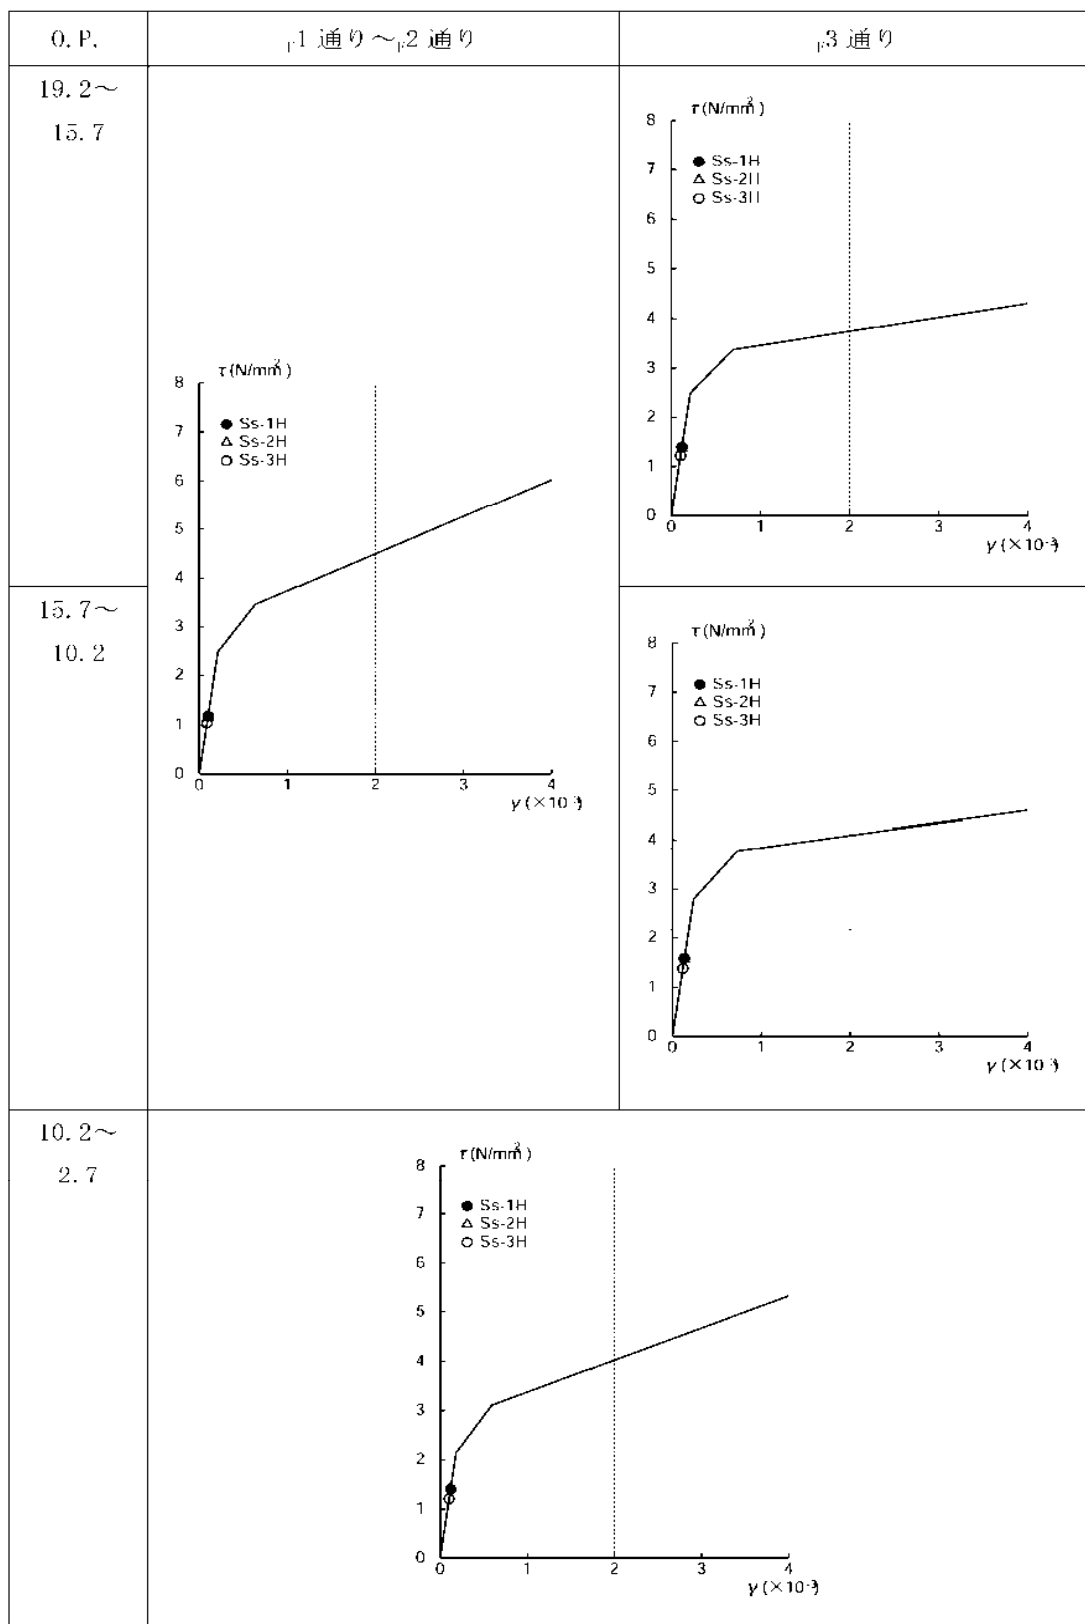 O.P.
F1 通り～F2 通り
F3 通り
19.2～
15.7
τ(N/mm²)
8
7
6
5
4
3
2
1
0
● Ss-1H
△ Ss-2H
○ Ss-3H
0 1 2 3 4
γ(×10⁻³)
τ(N/mm²)
8
7
6
5
4
3
2
1
0
● Ss-1H
△ Ss-2H
○ Ss-3H
0 1 2 3 4
γ(×10⁻³)
15.7～
10.2
τ(N/mm²)
8
7
6
5
4
3
2
1
0
● Ss-1H
△ Ss-2H
○ Ss-3H
0 1 2 3 4
γ(×10⁻³)
10.2～
2.7
τ(N/mm²)
8
7
6
5
4
3
2
1
0
● Ss-1H
△ Ss-2H
○ Ss-3H
0 1 2 3 4
γ(×10⁻³)